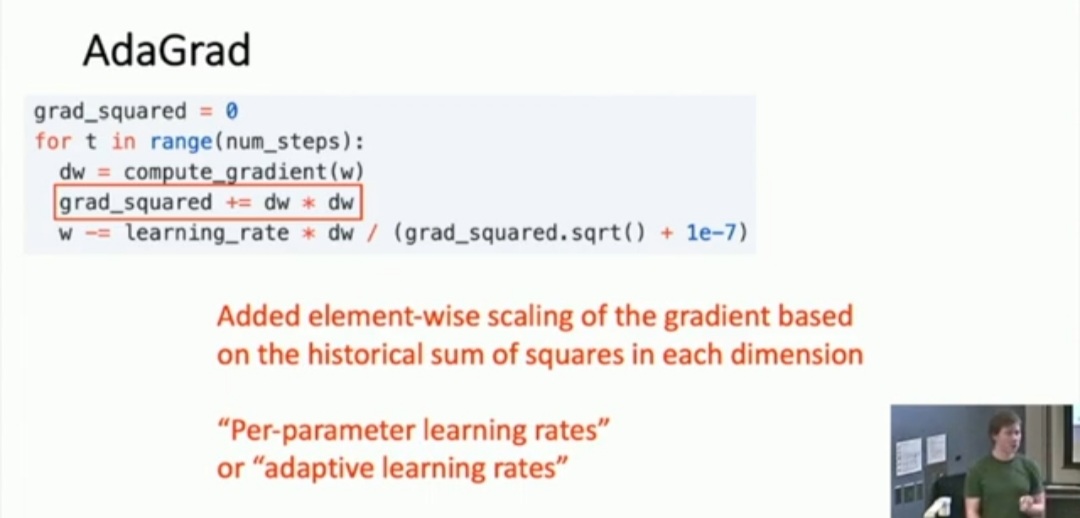 AdaGrad
grad_squared = 0
for t in range(num_steps):
  dw = compute_gradient(w)
  grad_squared += dw * dw
  w -= learning_rate * dw / (grad_squared.sqrt() + 1e-7)
Added element-wise scaling of the gradient based
on the historical sum of squares in each dimension
“Per-parameter learning rates”
or “adaptive learning rates”